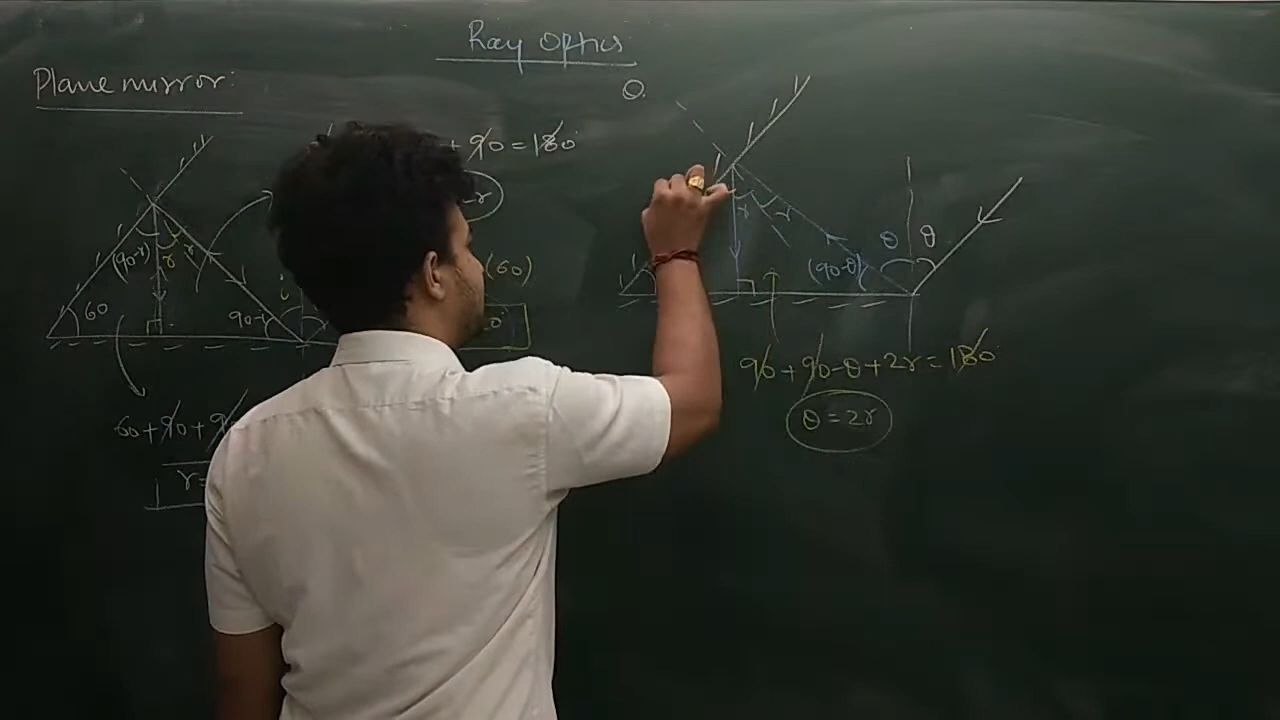 Ray Optics
Plane mirror:
Q.
+ 90 = 180°
-r
(60)
60
(90-r)
r
r
90-i
i
60+90+9
r=
r
r
(90-θ)
θ
θ
90+90-θ+2r=180°
θ=2r